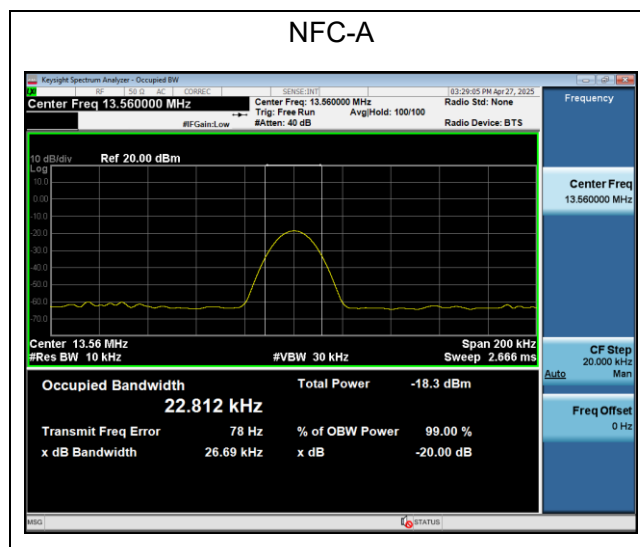 NFC-A
Keysight Spectrum Analyzer - Occupied BW
RF 50 Ω AC CORREC SENSE:INT 03:29:05 PM Apr 27, 2025
Center Freq 13.560000 MHz Center Freq: 13.560000 MHz Radio Std: None Frequency
Trig: Free Run Avg|Hold: 100/100
#IFGain:Low #Atten: 40 dB Radio Device: BTS
10 dB/div Ref 20.00 dBm
Log
10.0
0.00
-10.0
-20.0
-30.0
-40.0
-50.0
-60.0
-70.0
Center Freq
13.560000 MHz
Center 13.56 MHz Span 200 kHz
#Res BW 10 kHz #VBW 30 kHz Sweep 2.666 ms
CF Step
20.000 kHz
Auto Man
Occupied Bandwidth Total Power -18.3 dBm
22.812 kHz
Transmit Freq Error 78 Hz % of OBW Power 99.00 %
x dB Bandwidth 26.69 kHz x dB -20.00 dB
Freq Offset
0 Hz
MSG STATUS